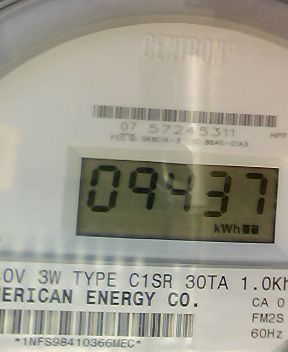 CENTRON
07 57245311
09437
kWh
0V 3W TYPE C1SR 30TA 1.0Kh
ERICAN ENERGY CO.
CA 0
FM2S
60Hz
*1NFS98410366MEC*